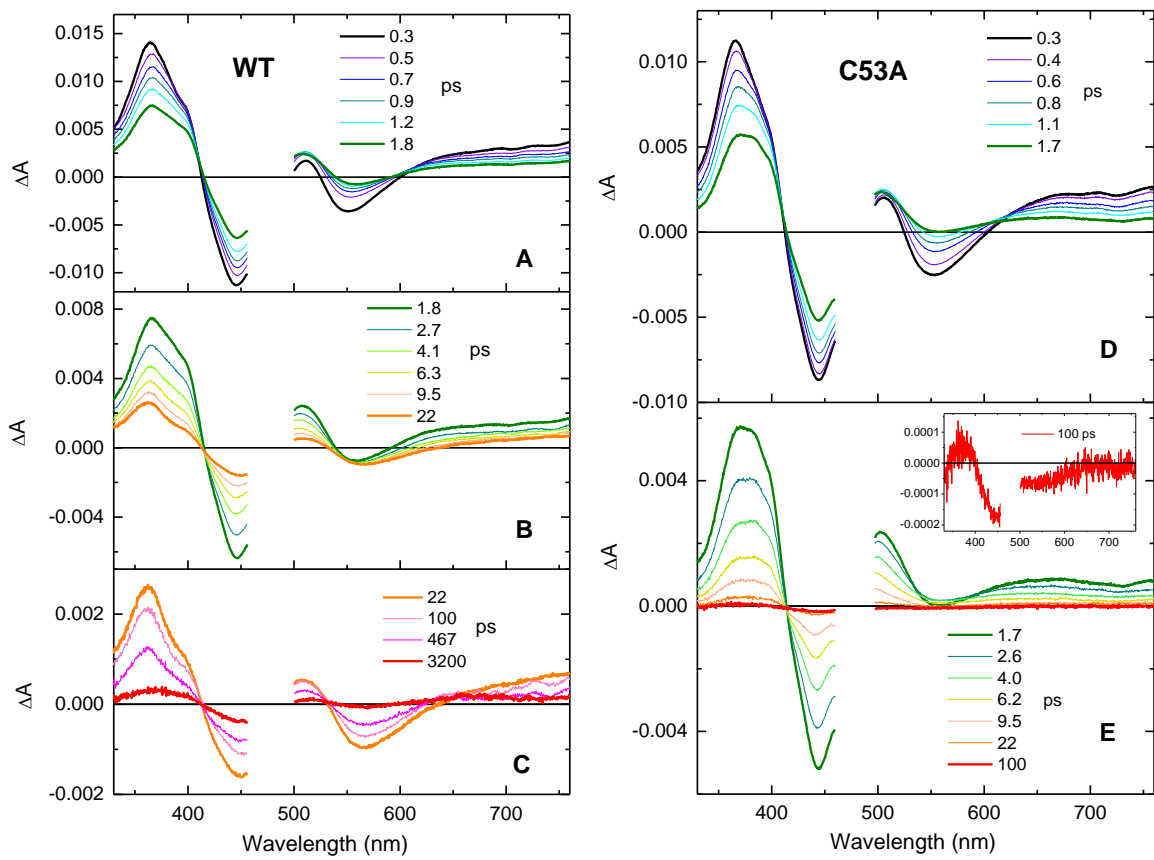 WT
0.3
0.5
0.7
0.9
1.2
1.8
ps
0.015
0.010
0.005
0.000
-0.005
-0.010
ΔA
A
1.8
2.7
4.1
6.3
9.5
22
ps
0.008
0.004
0.000
-0.004
ΔA
B
22
100
467
3200
ps
0.002
0.000
-0.002
ΔA
C
400 500 600 700
Wavelength (nm)
C53A
0.3
0.4
0.6
0.8
1.1
1.7
ps
0.010
0.005
0.000
-0.005
-0.010
ΔA
D
100 ps
0.0001
0.0000
-0.0001
-0.0002
400 500 600 700
0.004
0.000
-0.004
ΔA
1.7
2.6
4.0
6.2
9.5
22
100
ps
E
400 500 600 700
Wavelength (nm)